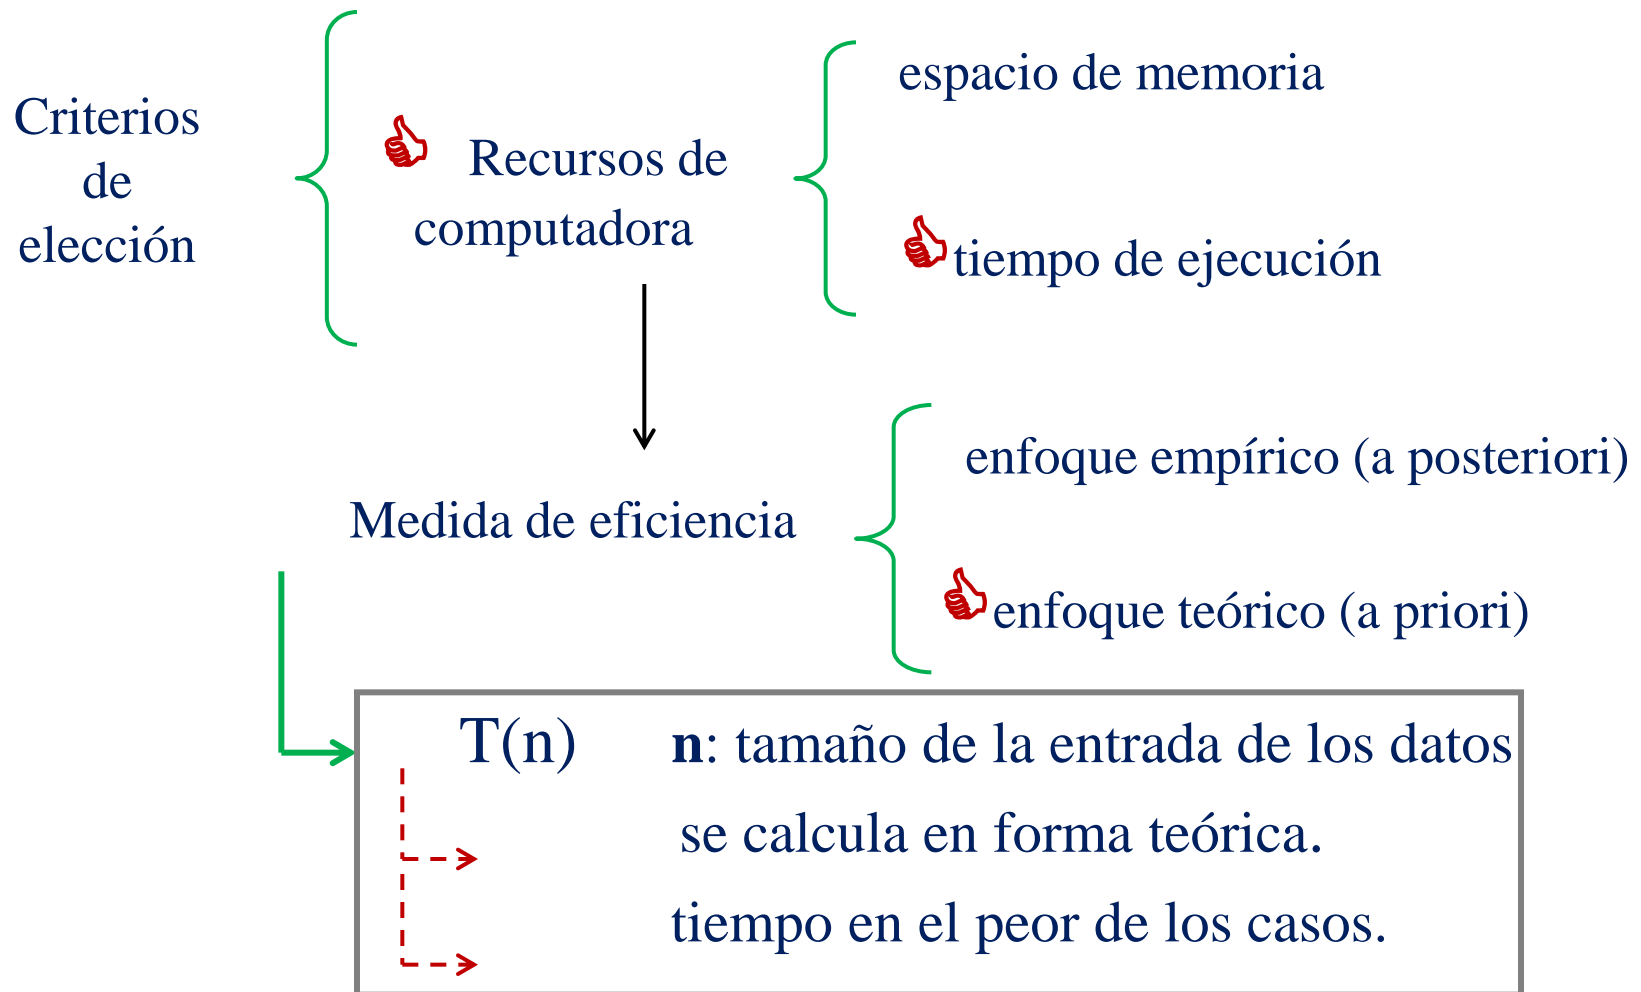 Criterios
de
elección
Recursos de
computadora
espacio de memoria
tiempo de ejecución
Medida de eficiencia
enfoque empírico (a posteriori)
enfoque teórico (a priori)
T(n) n: tamaño de la entrada de los datos
se calcula en forma teórica.
tiempo en el peor de los casos.